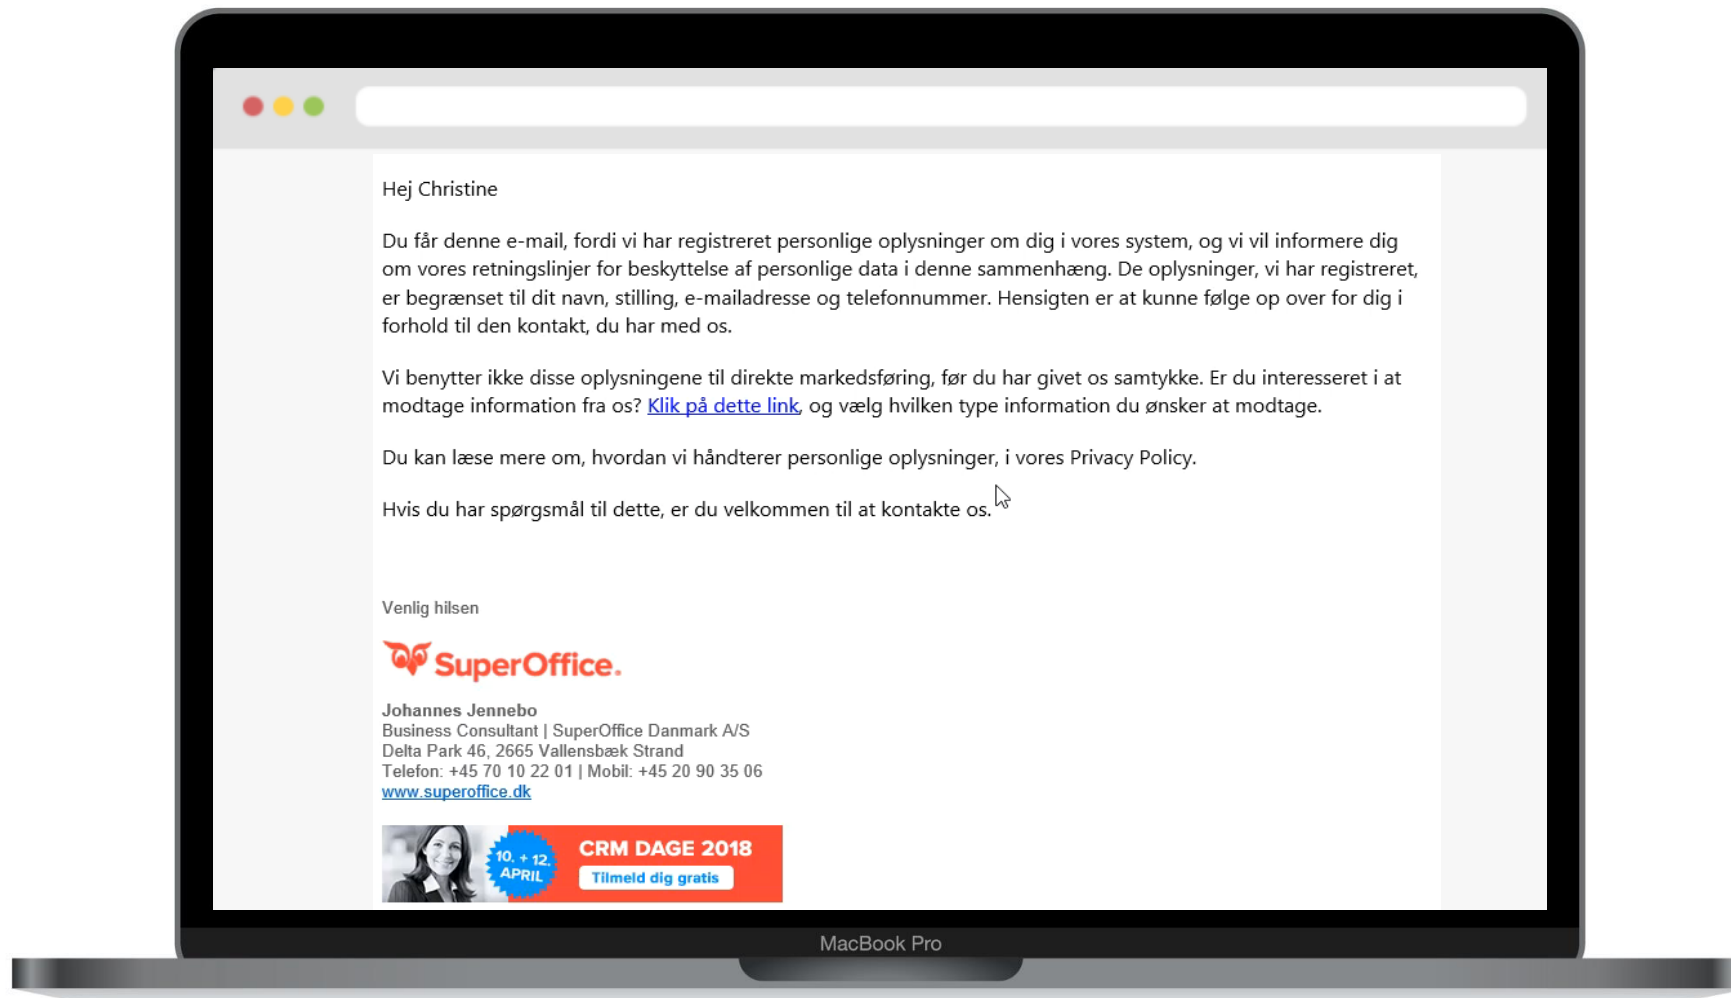 Hej Christine
Du får denne e-mail, fordi vi har registreret personlige oplysninger om dig i vores system, og vi vil informere dig
om vores retningslinjer for beskyttelse af personlige data i denne sammenhæng. De oplysninger, vi har registreret,
er begrænset til dit navn, stilling, e-mailadresse og telefonnummer. Hensigten er at kunne følge op over for dig i
forhold til den kontakt, du har med os.
Vi benytter ikke disse oplysningene til direkte markedsføring, før du har givet os samtykke. Er du interesseret i at
modtage information fra os? Klik på dette link, og vælg hvilken type information du ønsker at modtage.
Du kan læse mere om, hvordan vi håndterer personlige oplysninger, i vores Privacy Policy.
Hvis du har spørgsmål til dette, er du velkommen til at kontakte os.
Venlig hilsen
SuperOffice.
Johannes Jennebo
Business Consultant | SuperOffice Danmark A/S
Delta Park 46, 2665 Vallensbæk Strand
Telefon: +45 70 10 22 01 | Mobil: +45 20 90 35 06
www.superoffice.dk
10. + 12.
APRIL
CRM DAGE 2018
Tilmeld dig gratis
MacBook Pro